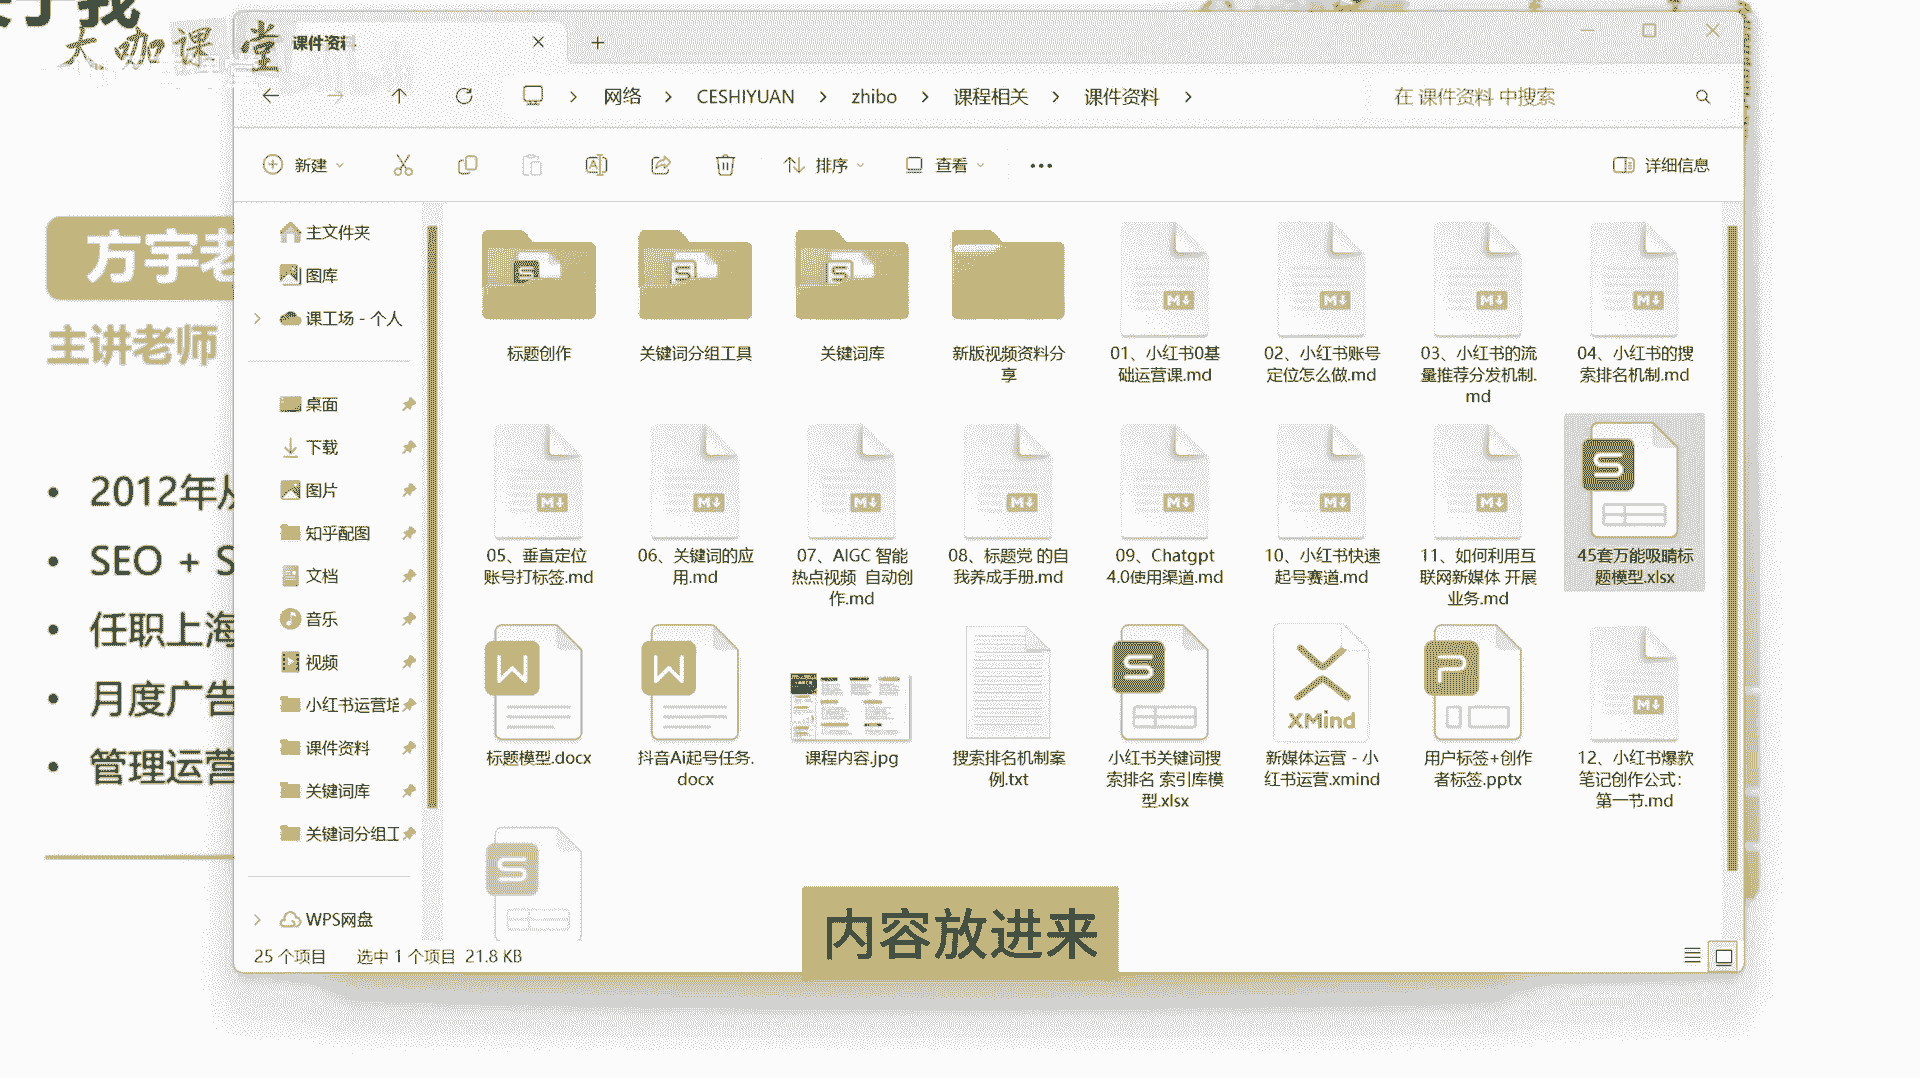 大咖课堂
课件资料
网络 > CESHIYUAN > zhibo > 课程相关 > 课件资料 >
在 课件资料 中搜索
新建
排序
查看
详细信息
方宇老
主讲老师
2012年从
SEO + S
任职上海
月度广告
管理运营
主文件夹
图库
课工场 - 个人
桌面
下载
图片
知乎配图
文档
音乐
视频
小红书运营培
课件资料
关键词库
关键词分组工
WPS网盘
标题创作
关键词分组工具
关键词库
新版视频资料分
享
01、小红书0基
础运营课.md
02、小红书账号
定位怎么做.md
03、小红书的流
量推荐分发机制.
md
04、小红书的搜
索排名机制.md
05、垂直定位
账号打标签.md
06、关键词的应
用.md
07、AIGC 智能
热点视频 自动创
作.md
08、标题党 的自
我养成手册.md
09、Chatgpt
4.0使用渠道.md
10、小红书快速
起号赛道.md
11、如何利用互
联网新媒体 开展
业务.md
45套万能吸睛标
题模型.xlsx
标题模型.docx
抖音Ai起号任务.
docx
课程内容.jpg
搜索排名机制案
例.txt
小红书关键词搜
索排名 索引库模
型.xlsx
XMind
新媒体运营 - 小
红书运营.xmind
用户标签+创作
者标签.pptx
12、小红书爆款
笔记创作公式：
第一节.md
内容放进来
25 个项目 选中 1 个项目 21.8 KB